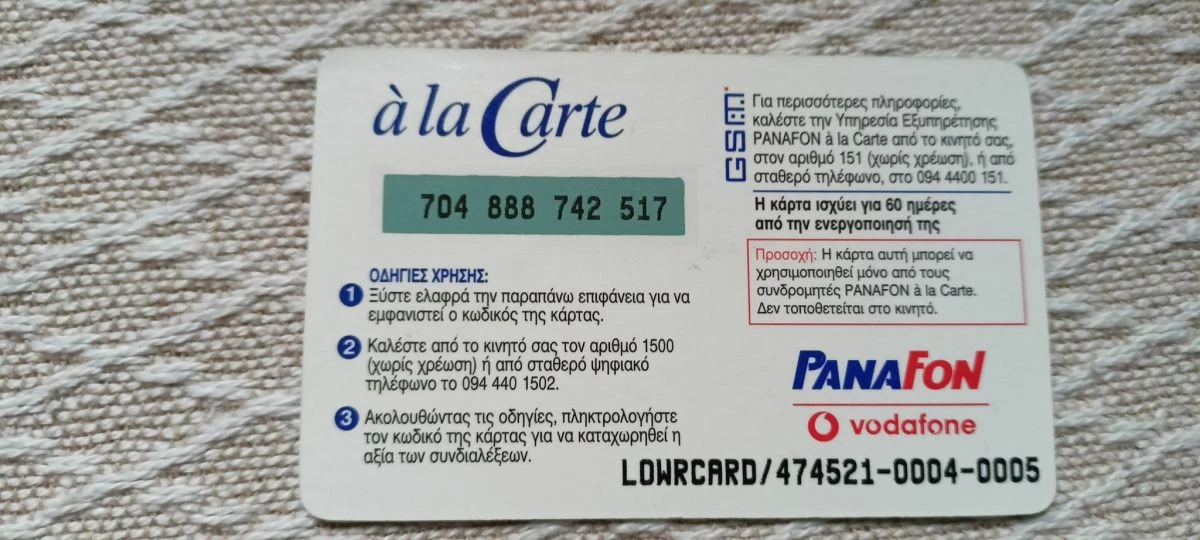 à la Carte
704 888 742 517
ΟΔΗΓΙΕΣ ΧΡΗΣΗΣ:
1 Ξύστε ελαφρά την παραπάνω επιφάνεια για να
εμφανιστεί ο κωδικός της κάρτας.
2 Καλέστε από το κινητό σας τον αριθμό 1500
(χωρίς χρέωση) ή από σταθερό ψηφιακό
τηλέφωνο το 094 440 1502.
3 Ακολουθώντας τις οδηγίες, πληκτρολογήστε
τον κωδικό της κάρτας για να καταχωρηθεί η
αξία των συνδιαλέξεων.
GSM
Για περισσότερες πληροφορίες,
καλέστε την Υπηρεσία Εξυπηρέτησης
PANAFON à la Carte από το κινητό σας,
στον αριθμό 151 (χωρίς χρέωση), ή από
σταθερό τηλέφωνο, στο 094 4400 151.
Η κάρτα ισχύει για 60 ημέρες
από την ενεργοποιησή της
Προσοχή: Η κάρτα αυτή μπορεί να
χρησιμοποιηθεί μόνο από τους
συνδρομητές PANAFON à la Carte.
Δεν τοποθετείται στο κινητό.
PANAFON
vodafone
LOWRCARD/474521-0004-0005